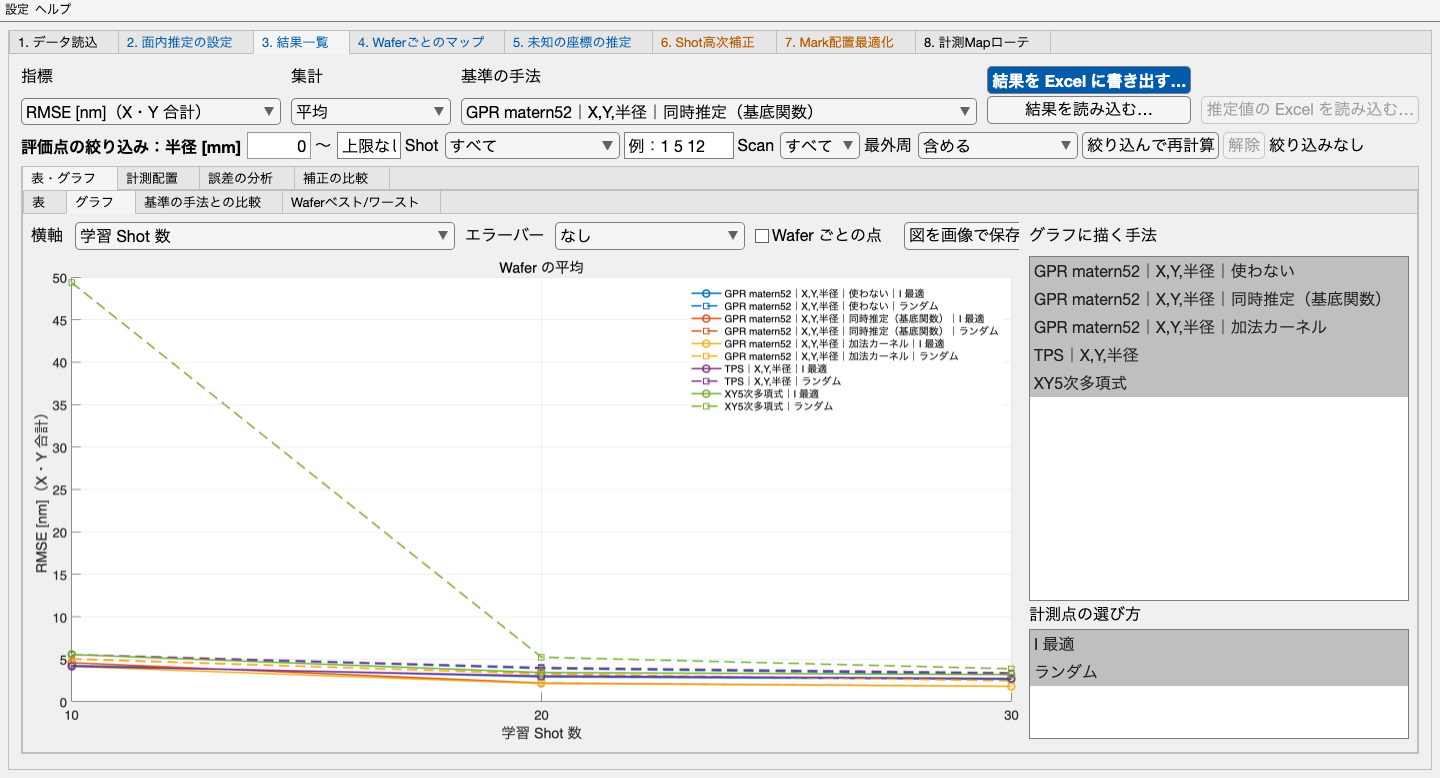 設定 ヘルプ
1. データ読込 2. 面内推定の設定 3. 結果一覧 4. Waferごとのマップ 5. 未知の座標の推定 6. Shot高次補正 7. Mark配置最適化 8. 計測Mapローテ
指標 集計 基準の手法
結果を Excel に書き出す...
RMSE [nm]（X・Y 合計） 平均 GPR matern52｜X,Y,半径｜同時推定（基底関数） 結果を読み込む... 推定値の Excel を読み込む...
評価点の絞り込み：半径 [mm] 0 ～ 上限なし Shot すべて 例：1 5 12 Scan すべて 最外周 含める 絞り込んで再計算 解除 絞り込みなし
表・グラフ 計測配置 誤差の分析 補正の比較
表 グラフ 基準の手法との比較 Waferベスト/ワースト
横軸 学習 Shot 数 エラーバー なし Wafer ごとの点 図を画像で保存
グラフに描く手法
GPR matern52｜X,Y,半径｜使わない
GPR matern52｜X,Y,半径｜同時推定（基底関数）
GPR matern52｜X,Y,半径｜加法カーネル
TPS｜X,Y,半径
XY5次多項式
計測点の選び方
I 最適
ランダム
Wafer の平均
GPR matern52｜X,Y,半径｜使わない｜I 最適
GPR matern52｜X,Y,半径｜使わない｜ランダム
GPR matern52｜X,Y,半径｜同時推定（基底関数）｜I 最適
GPR matern52｜X,Y,半径｜同時推定（基底関数）｜ランダム
GPR matern52｜X,Y,半径｜加法カーネル｜I 最適
GPR matern52｜X,Y,半径｜加法カーネル｜ランダム
TPS｜X,Y,半径｜I 最適
TPS｜X,Y,半径｜ランダム
XY5次多項式｜I 最適
XY5次多項式｜ランダム
RMSE [nm]（X・Y 合計）
50
45
40
35
30
25
20
15
10
5
0
10 20 30
学習 Shot 数